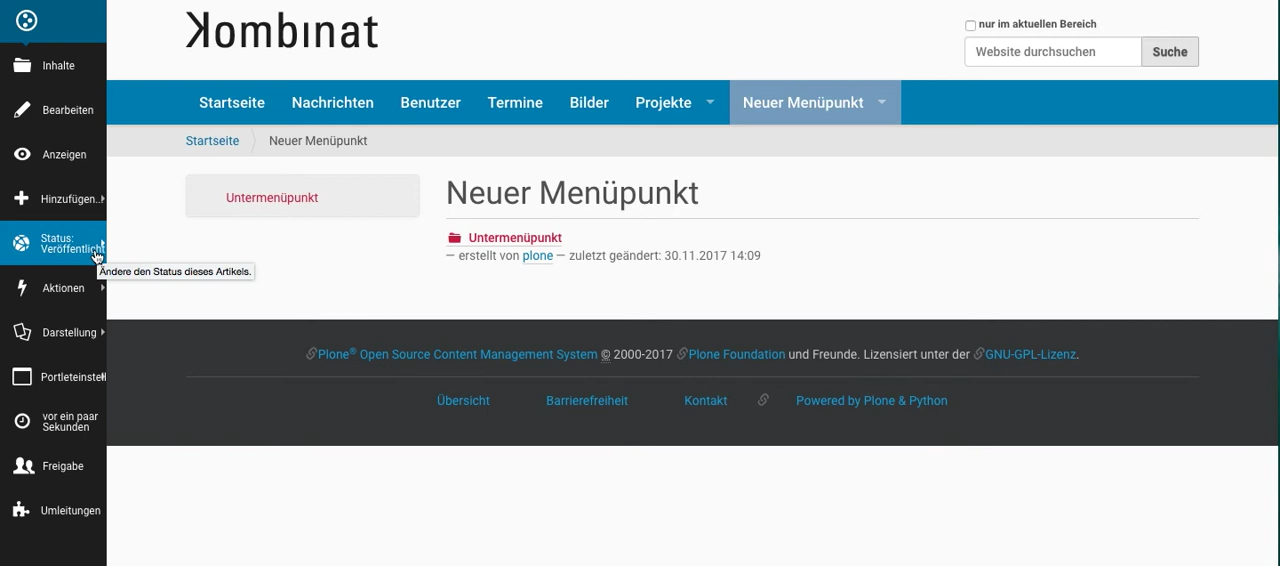 Kombinat
nur im aktuellen Bereich
Website durchsuchen
Suche
Startseite Nachrichten Benutzer Termine Bilder Projekte Neuer Menüpunkt
Startseite Neuer Menüpunkt
Inhalte
Bearbeiten
Anzeigen
Hinzufügen...
Status:
Veröffentlicht
Ändere den Status dieses Artikels.
Aktionen
Darstellung
Portleteinstell
vor ein paar
Sekunden
Freigabe
Umleitungen
Untermenüpunkt
Neuer Menüpunkt
Untermenüpunkt
— erstellt von plone — zuletzt geändert: 30.11.2017 14:09
Plone® Open Source Content Management System © 2000-2017 Plone Foundation und Freunde. Lizensiert unter der GNU-GPL-Lizenz.
Übersicht Barrierefreiheit Kontakt Powered by Plone & Python